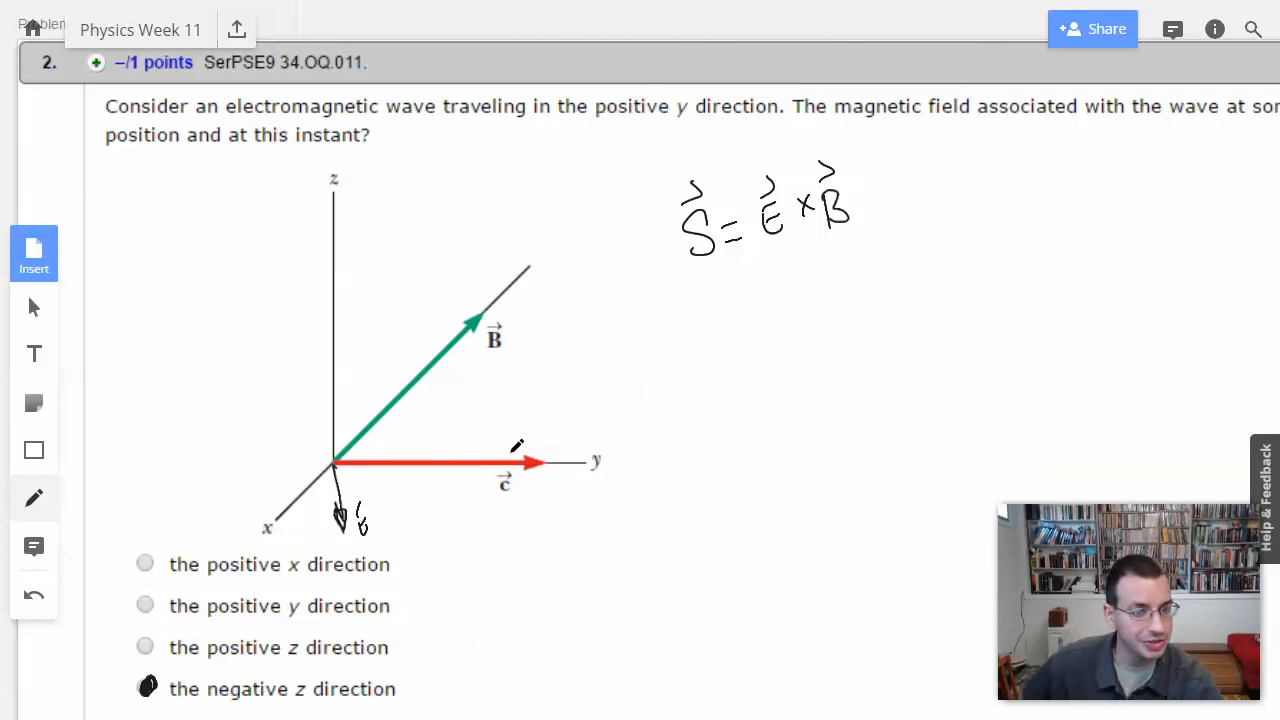 Problem
Physics Week 11
Share
2. + –/1 points SerPSE9 34.OQ.011.
Consider an electromagnetic wave traveling in the positive y direction. The magnetic field associated with the wave at
position and at this instant?
z
S = E × B
Insert
T
B
y
c
x
E
Help & Feedback
the positive x direction
the positive y direction
the positive z direction
the negative z direction